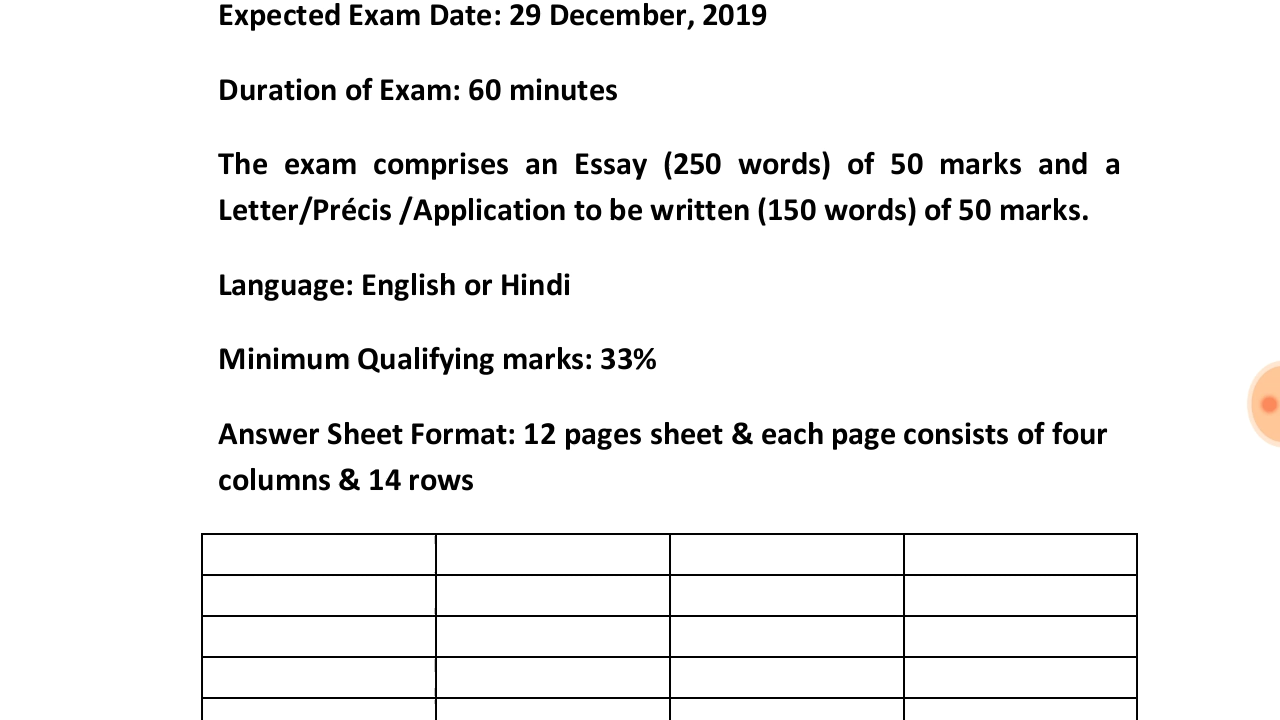 Expected Exam Date: 29 December, 2019
Duration of Exam: 60 minutes
The exam comprises an Essay (250 words) of 50 marks and a
Letter/Précis /Application to be written (150 words) of 50 marks.
Language: English or Hindi
Minimum Qualifying marks: 33%
Answer Sheet Format: 12 pages sheet & each page consists of four
columns & 14 rows